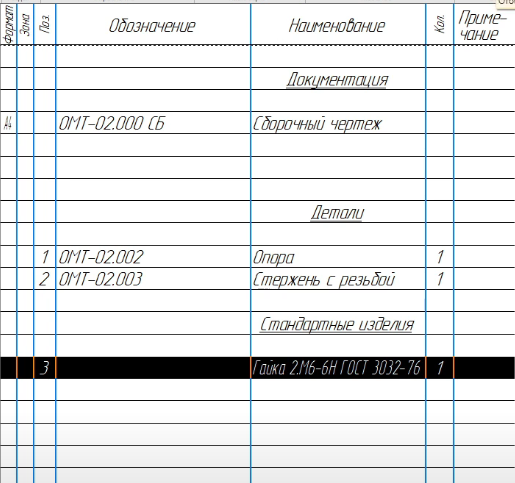 Формат
Зона
Поз.
Обозначение
Наименование
Кол.
Приме-
чание
Документация
А4 ОМТ-02.000 СБ Сборочный чертеж
Детали
1 ОМТ-02.002 Опора 1
2 ОМТ-02.003 Стержень с резьбой 1
Стандартные изделия
3 Гайка 2.М6-6Н ГОСТ 3032-76 1